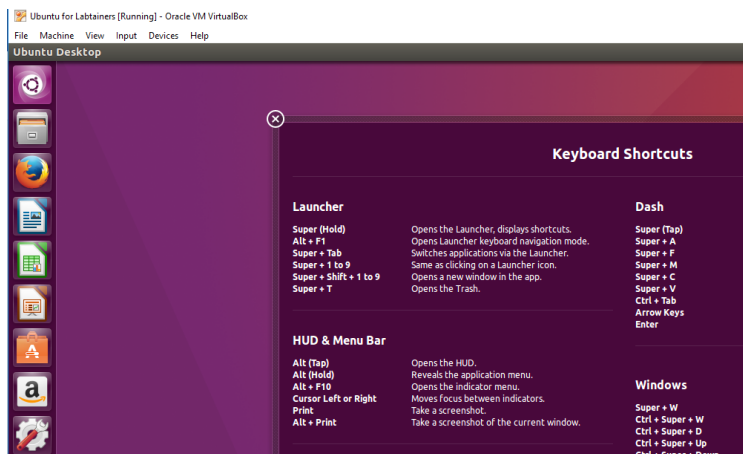 Ubuntu for Labtainers [Running] - Oracle VM VirtualBox
File Machine View Input Devices Help
Ubuntu Desktop
Keyboard Shortcuts
Launcher
Super (Hold) Opens the Launcher, displays shortcuts.
Alt + F1 Opens Launcher keyboard navigation mode.
Super + Tab Switches applications via the Launcher.
Super + 1 to 9 Same as clicking on a Launcher icon.
Super + Shift + 1 to 9 Opens a new window in the app.
Super + T Opens the Trash.
HUD & Menu Bar
Alt (Tap) Opens the HUD.
Alt (Hold) Reveals the application menu.
Alt + F10 Opens the indicator menu.
Cursor Left or Right Moves focus between indicators.
Print Take a screenshot.
Alt + Print Take a screenshot of the current window.
Dash
Super (Tap)
Super + A
Super + F
Super + M
Super + C
Super + V
Ctrl + Tab
Arrow Keys
Enter
Windows
Super + W
Ctrl + Super + W
Ctrl + Super + D
Ctrl + Super + Up
Ctrl + Super + Down
a